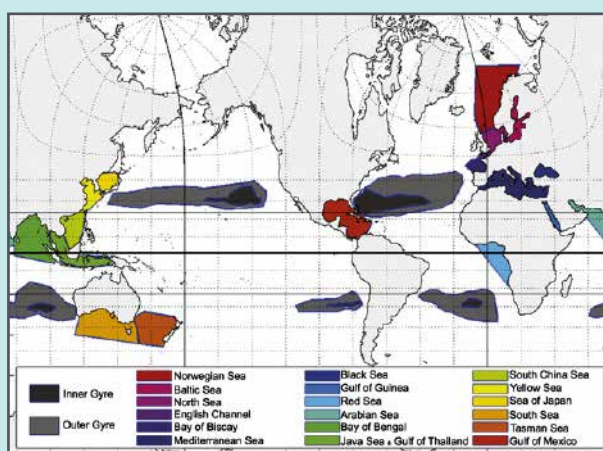 Inner Gyre
Outer Gyre
Norwegian Sea
Baltic Sea
North Sea
English Channel
Bay of Biscay
Mediterranean Sea
Black Sea
Gulf of Guinea
Red Sea
Arabian Sea
Bay of Bengal
Java Sea & Gulf of Thailand
South China Sea
Yellow Sea
Sea of Japan
South Sea
Tasman Sea
Gulf of Mexico